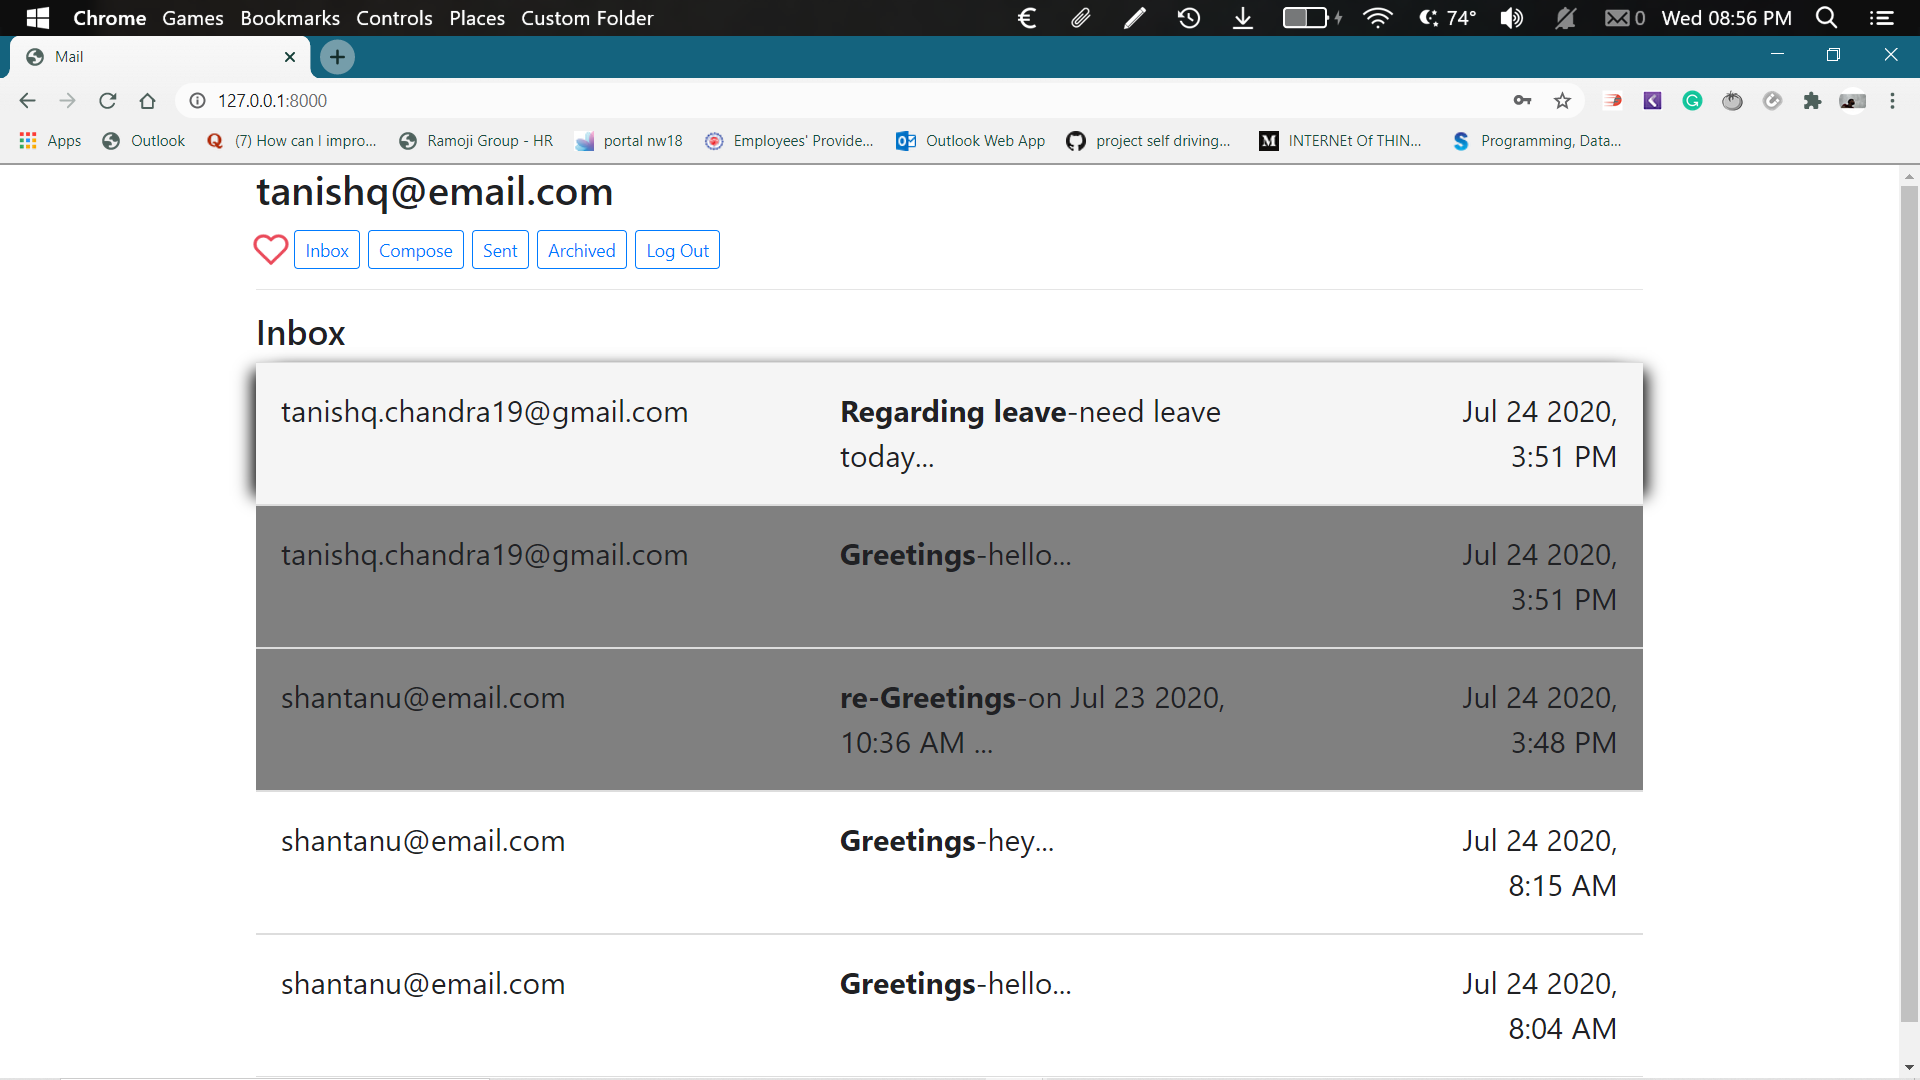 Chrome Games Bookmarks Controls Places Custom Folder 74° 0 Wed 08:56 PM
Mail
127.0.0.1:8000
Apps Outlook (7) How can I impro... Ramoji Group - HR portal nw18 Employees' Provide... Outlook Web App project self driving... INTERNEt Of THIN... Programming, Data...
tanishq@email.com
Inbox Compose Sent Archived Log Out
Inbox
tanishq.chandra19@gmail.com Regarding leave-need leave Jul 24 2020,
today... 3:51 PM
tanishq.chandra19@gmail.com Greetings-hello... Jul 24 2020,
3:51 PM
shantanu@email.com re-Greetings-on Jul 23 2020, Jul 24 2020,
10:36 AM ... 3:48 PM
shantanu@email.com Greetings-hey... Jul 24 2020,
8:15 AM
shantanu@email.com Greetings-hello... Jul 24 2020,
8:04 AM